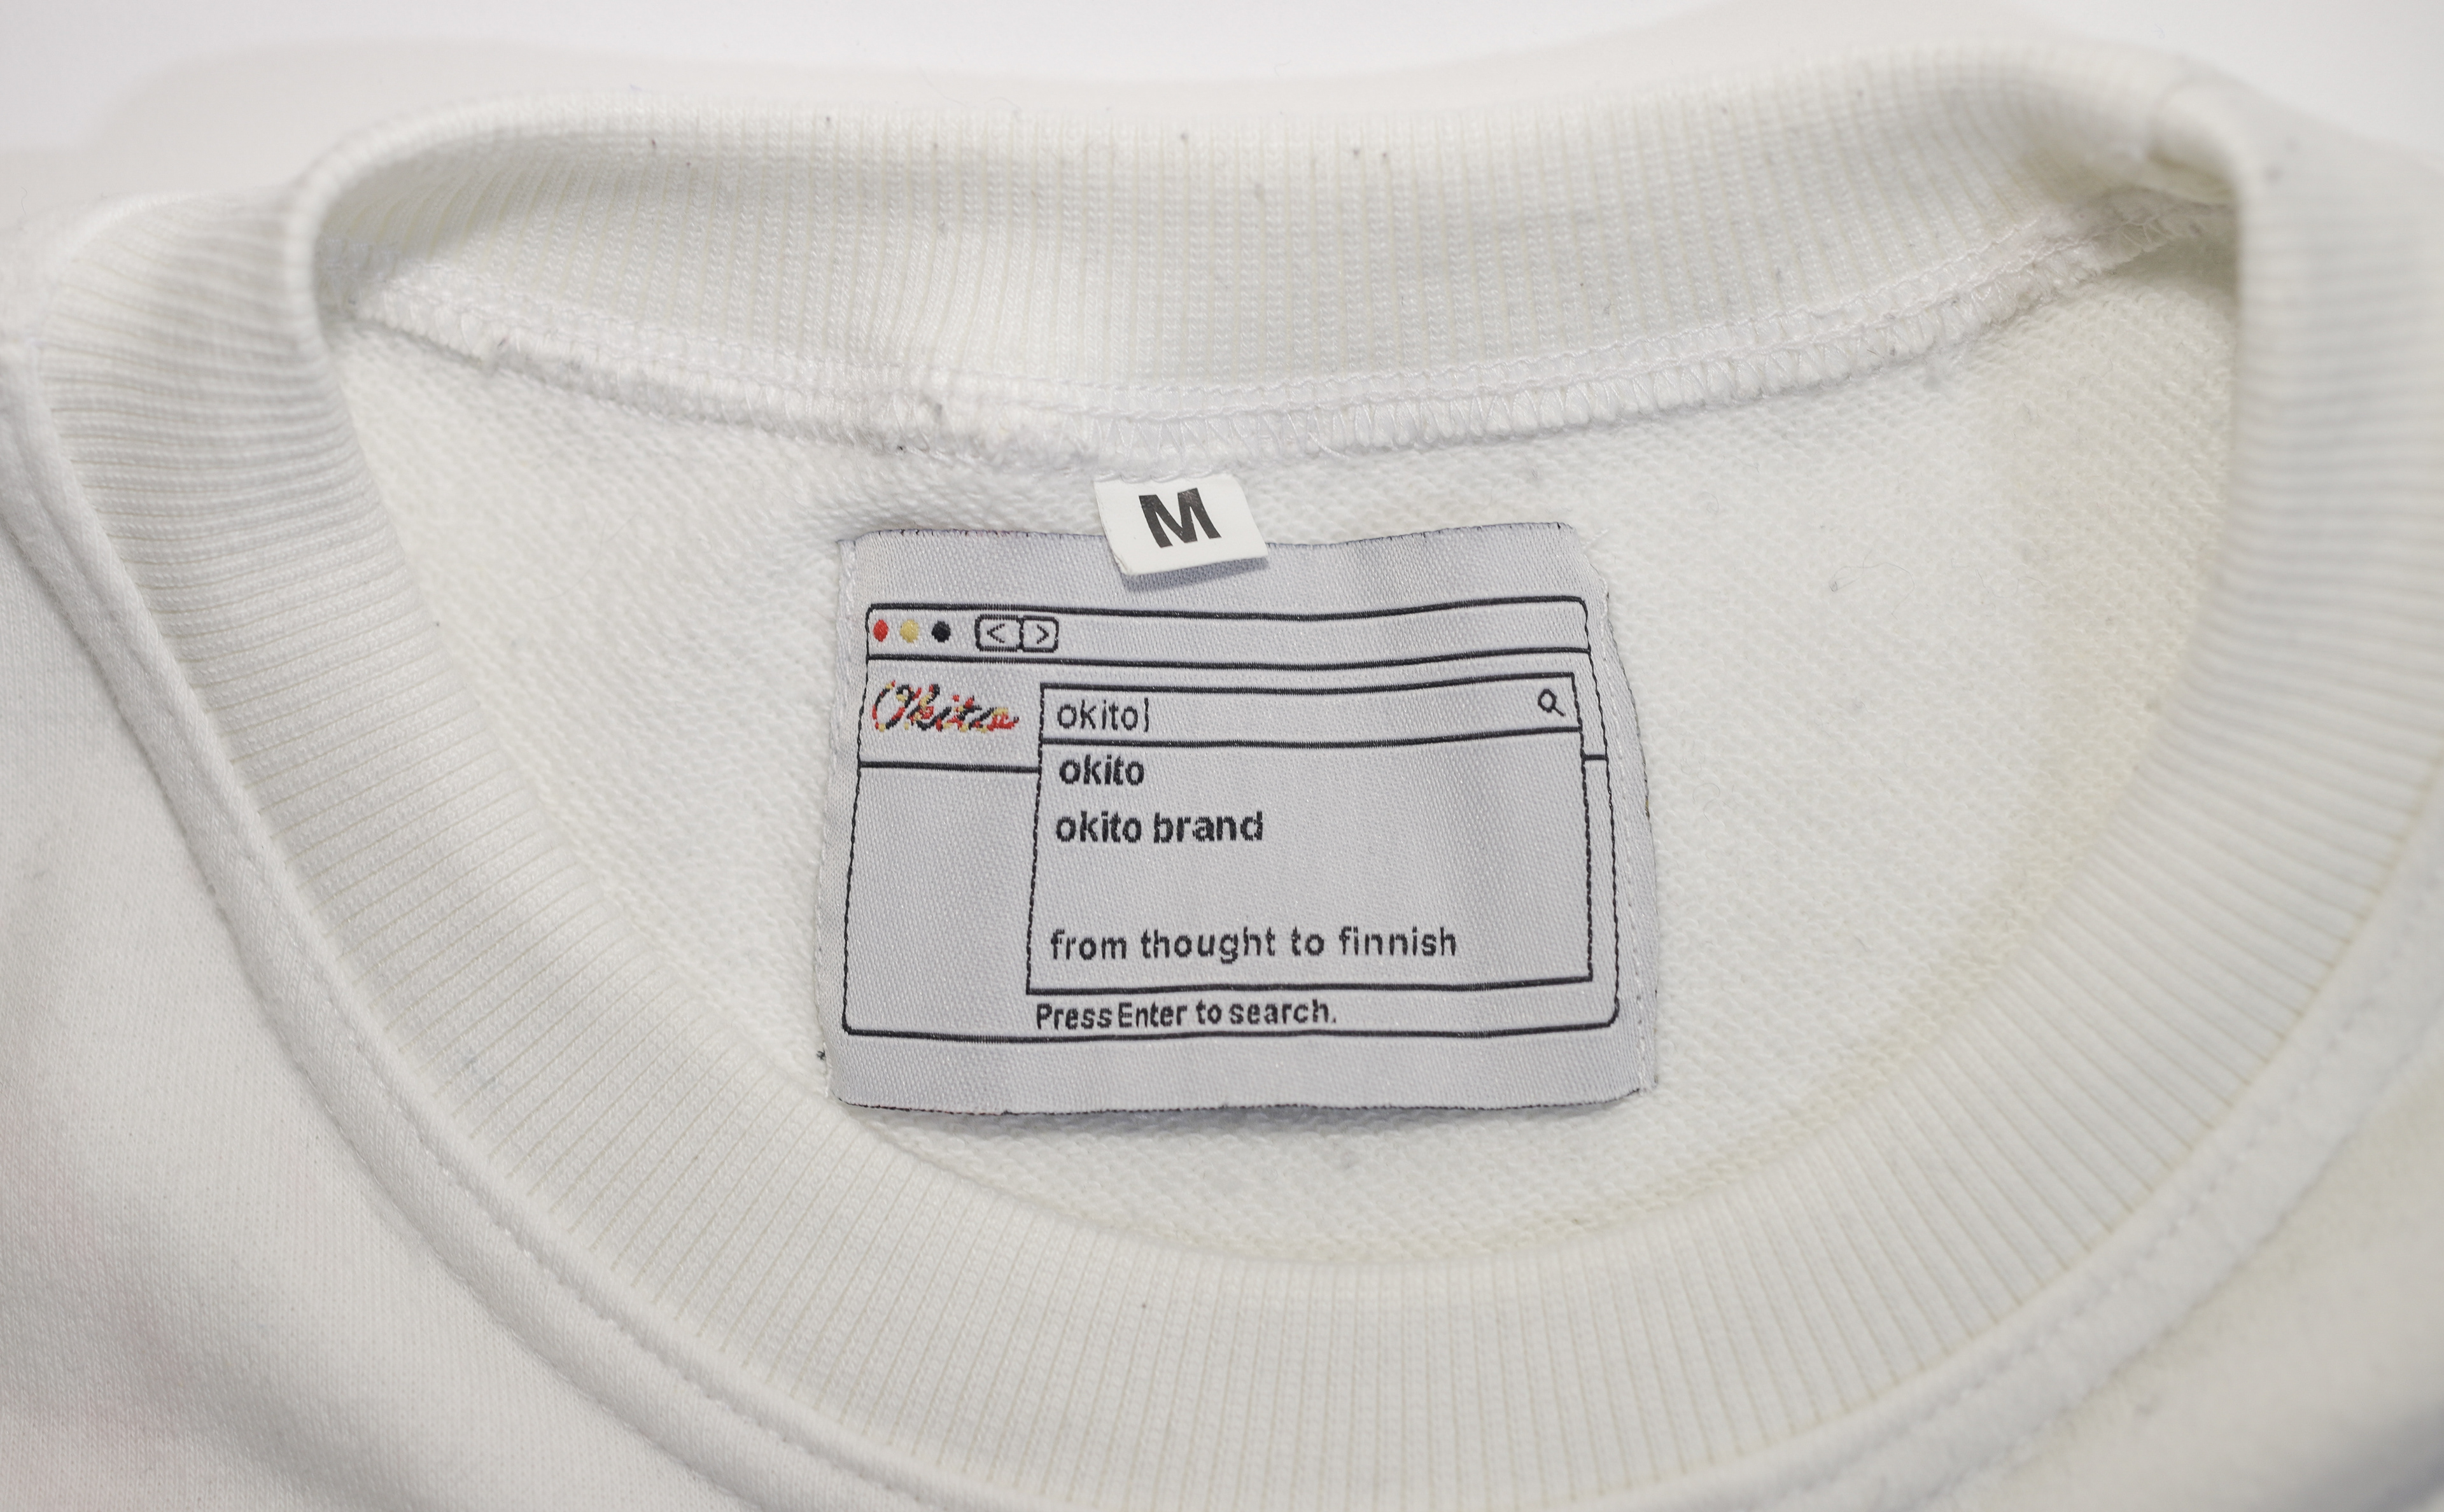 M
< >
Okito
okito|
okito
okito brand
from thought to finnish
Press Enter to search.